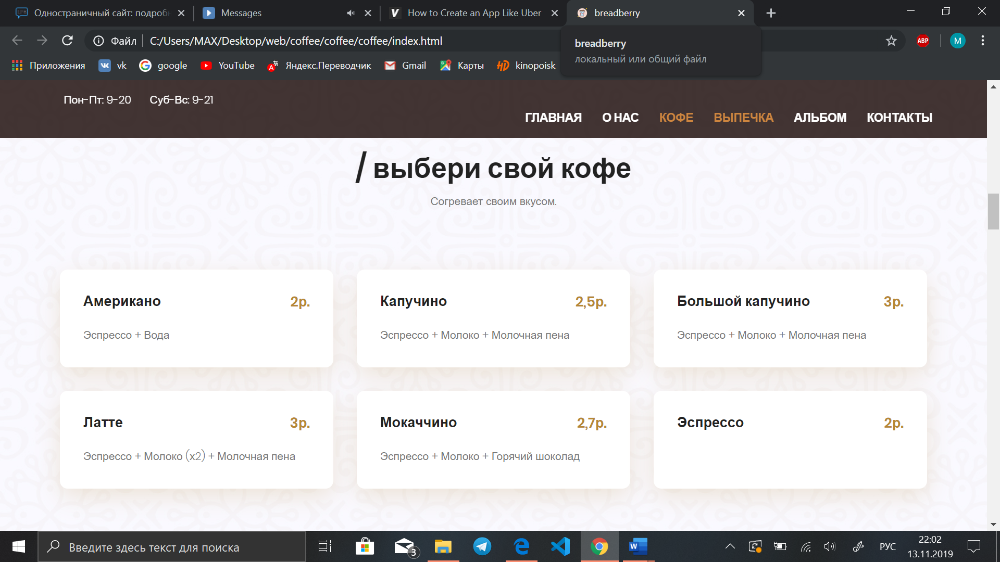 Одностраничный сайт: подробн
Messages
How to Create an App Like Uber
breadberry
Файл
C:/Users/MAX/Desktop/web/coffee/coffee/coffee/index.html
breadberry
локальный или общий файл
ABP
M
Приложения
vk
google
YouTube
Яндекс.Переводчик
Gmail
Карты
kinopoisk
Пон-Пт: 9-20 Суб-Вс: 9-21
ГЛАВНАЯ О НАС КОФЕ ВЫПЕЧКА АЛЬБОМ КОНТАКТЫ
/ выбери свой кофе
Согревает своим вкусом.
Американо 2р.
Эспрессо + Вода
Капучино 2,5р.
Эспрессо + Молоко + Молочная пена
Большой капучино 3р.
Эспрессо + Молоко + Молочная пена
Латте 3р.
Эспрессо + Молоко (x2) + Молочная пена
Мокаччино 2,7р.
Эспрессо + Молоко + Горячий шоколад
Эспрессо 2р.
Введите здесь текст для поиска
3
РУС
22:02
13.11.2019